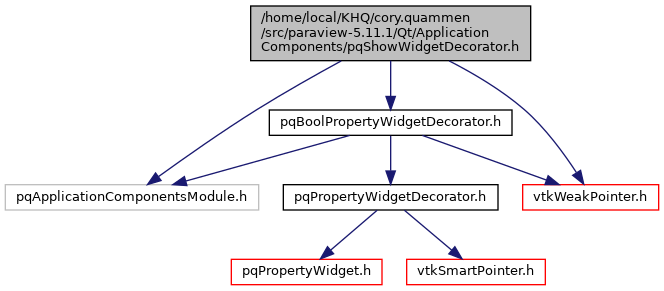 /home/local/KHQ/cory.quammen
/src/paraview-5.11.1/Qt/Application
Components/pqShowWidgetDecorator.h
pqBoolPropertyWidgetDecorator.h
pqApplicationComponentsModule.h
pqPropertyWidgetDecorator.h
vtkWeakPointer.h
pqPropertyWidget.h
vtkSmartPointer.h